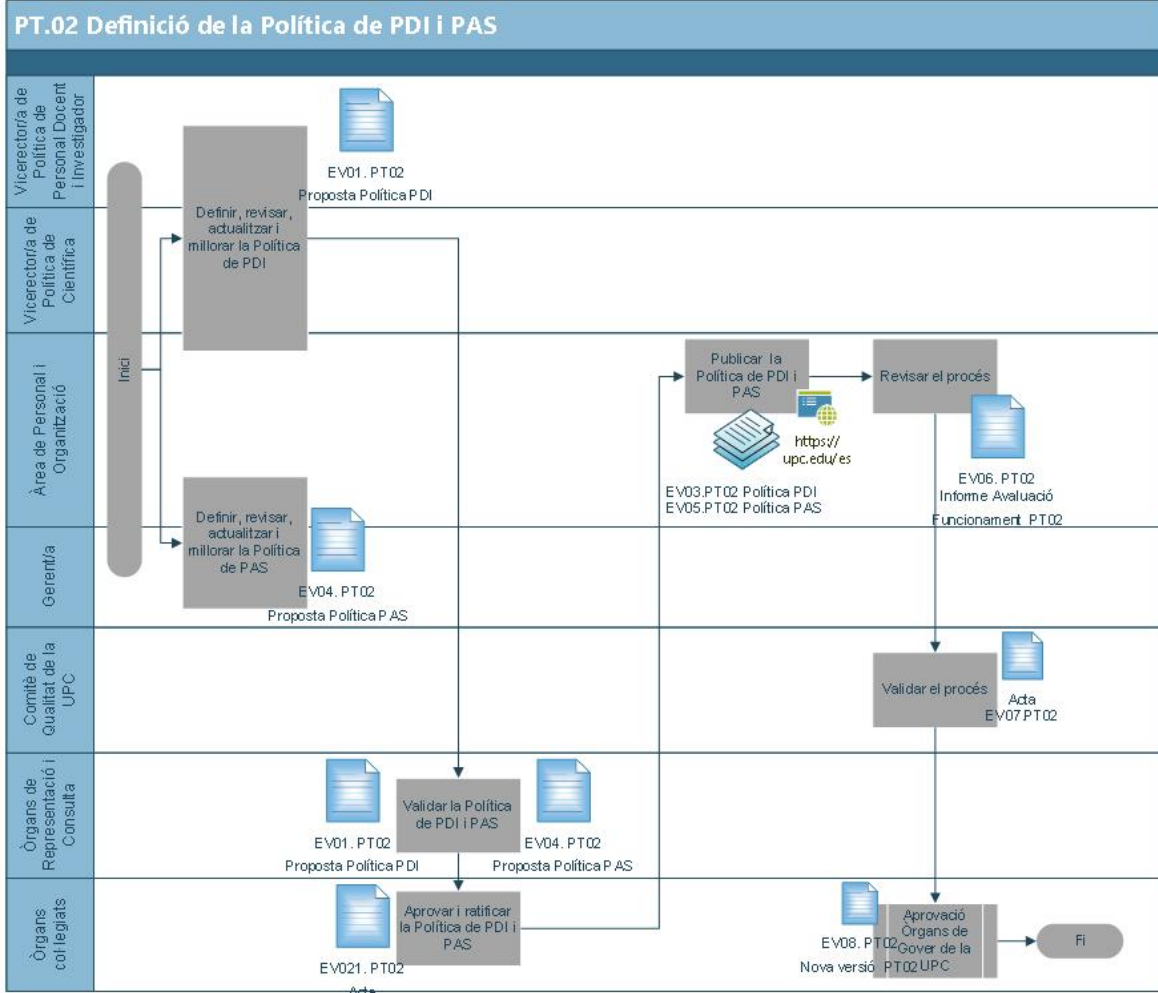 PT.02 Definició de la Política de PDI i PAS
Vicerector/a de
Política de
Personal Docent
i Investigador
EV01. PT02
Proposta Política PDI
Vicerector/a de
Política de
Científica
Inici
Definir, revisar,
actualitzar i
millorar la Política
de PDI
Àrea de Personal i
Organització
Publicar la
Política de PDI i
PAS
https://
upc.edu/es
EV03.PT02 Política PDI
EV05.PT02 Política PAS
Revisar el procés
EV06. PT02
Informe Avaluació
Funcionament PT02
Gerent/a
Definir, revisar,
actualitzar i
millorar la Política
de PAS
EV04. PT02
Proposta Política PAS
Comitè de
Qualitat de la
UPC
Validar el procés
Acta
EV07.PT02
Òrgans de
Representació i
Consulta
EV01. PT02
Proposta Política PDI
Validar la Política
de PDI i PAS
EV04. PT02
Proposta Política PAS
Òrgans
col·legiats
EV021. PT02
Acta
Aprovar i ratificar
la Política de PDI i
PAS
EV08. PT02
Nova versió PT02
Aprovació
Òrgans de
Gover de la
UPC
Fi